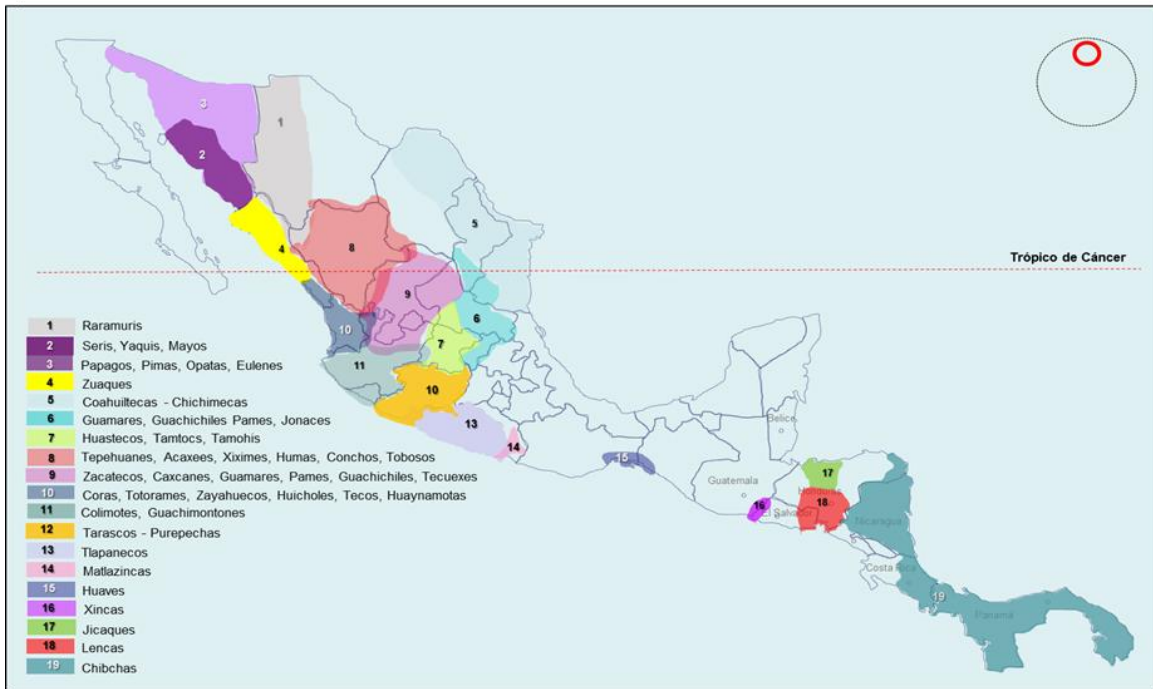 3
1
2
Trópico de Cáncer
4
5
8
9
6
10
7
11
10
13
14
15
Belice
Guatemala
17
Honduras
18
16
El Salvador
Nicaragua
Costa Rica
19
Panamá
1 Raramuris
2 Seris, Yaquis, Mayos
3 Papagos, Pimas, Opatas, Eulenes
4 Zuaques
5 Coahuiltecas - Chichimecas
6 Guamares, Guachichiles Pames, Jonaces
7 Huastecos, Tamtocs, Tamohis
8 Tepehuanes, Acaxees, Xiximes, Humas, Conchos, Tobosos
9 Zacatecos, Caxcanes, Guamares, Pames, Guachichiles, Tecuexes
10 Coras, Totorames, Zayahuecos, Huicholes, Tecos, Huaynamotas
11 Colimotes, Guachimontones
12 Tarascos - Purepechas
13 Tlapanecos
14 Matlazincas
15 Huaves
16 Xincas
17 Jicaques
18 Lencas
19 Chibchas